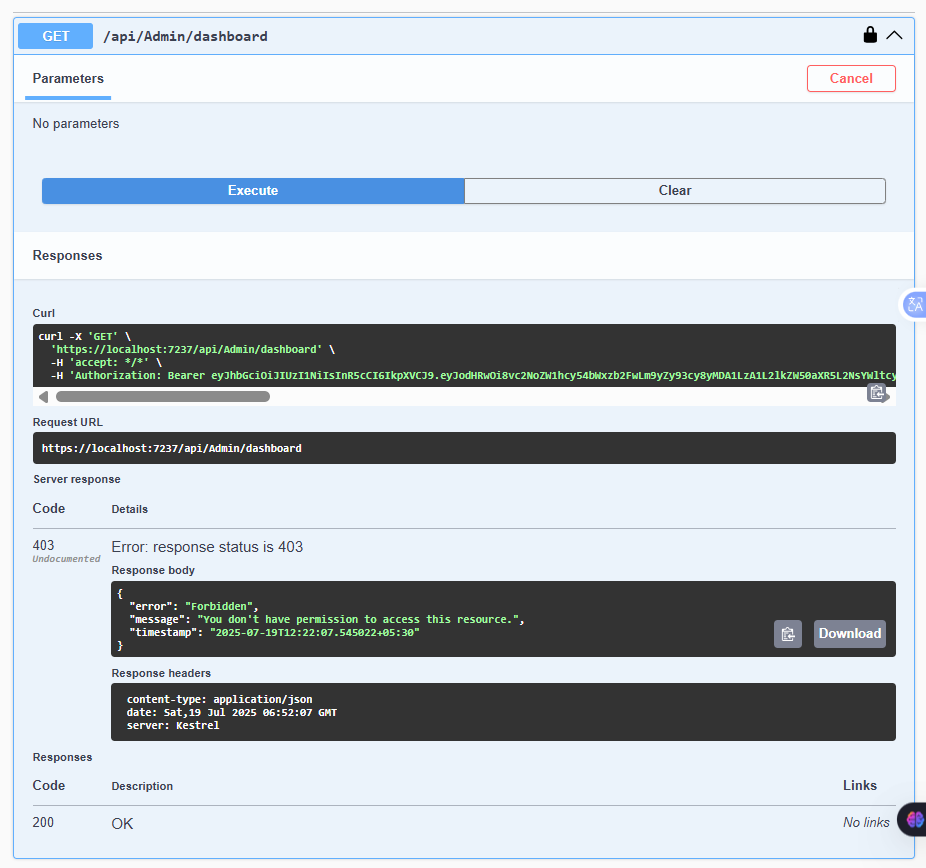 GET /api/Admin/dashboard
Parameters
Cancel
No parameters
Execute
Clear
Responses
Curl
curl -X 'GET' \
'https://localhost:7237/api/Admin/dashboard' \
-H 'accept: */*' \
-H 'Authorization: Bearer eyJhbGciOiJIUzI1NiIsInR5cCI6IkpXVCJ9.eyJodHRwOi8vc2NoZW1hcy54bWxzb2FwLm9yZy93cy8yMDA1LzA1L2lkZW50aXR5L2NsYWltcy
Request URL
https://localhost:7237/api/Admin/dashboard
Server response
Code Details
403 Error: response status is 403
Undocumented
Response body
{
"error": "Forbidden",
"message": "You don't have permission to access this resource.",
"timestamp": "2025-07-19T12:22:07.545022+05:30"
}
Download
Response headers
content-type: application/json
date: Sat,19 Jul 2025 06:52:07 GMT
server: Kestrel
Responses
Code Description Links
200 OK No links